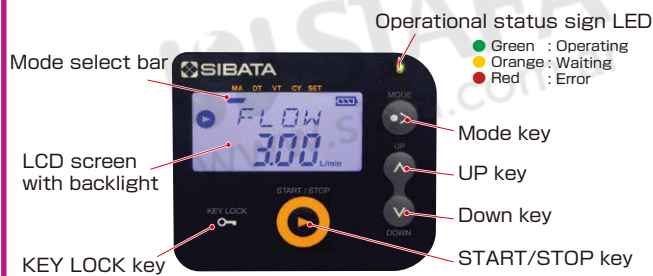 Operational status sign LED
Green : Operating
Orange : Waiting
Red : Error
Mode select bar
SIBATA
MA DT VT CY SET
MODE
FLOW
3.00 L/min
Mode key
UP
UP key
LCD screen
with backlight
START / STOP
KEY LOCK
Down key
DOWN
KEY LOCK key
START/STOP key